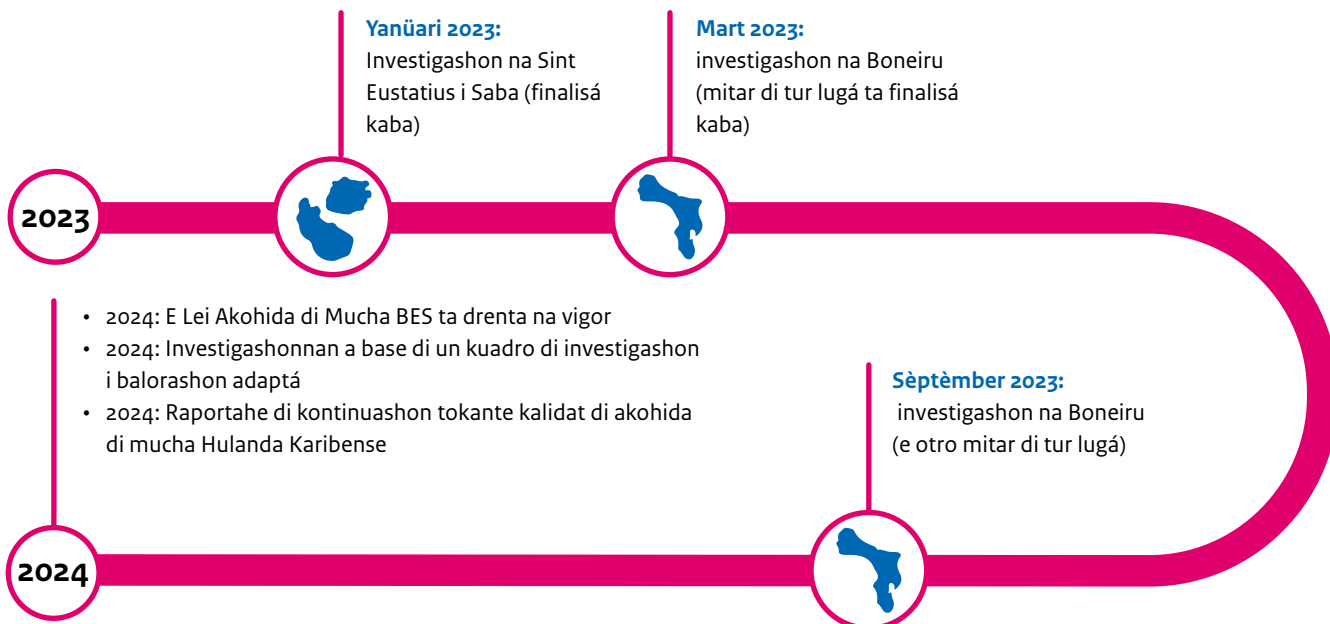 Yanüari 2023:
Investigashon na Sint
Eustatius i Saba (finalisá
kaba)
Mart 2023:
investigashon na Boneiru
(mitar di tur lugá ta finalisá
kaba)
2023
• 2024: E Lei Akohida di Mucha BES ta drenta na vigor
• 2024: Investigashonnan a base di un kuadro di investigashon
i balorashon adaptá
• 2024: Raportahe di kontinuashon tokante kalidat di akohida
di mucha Hulanda Karibense
Sèptèmber 2023:
investigashon na Boneiru
(e otro mitar di tur lugá)
2024